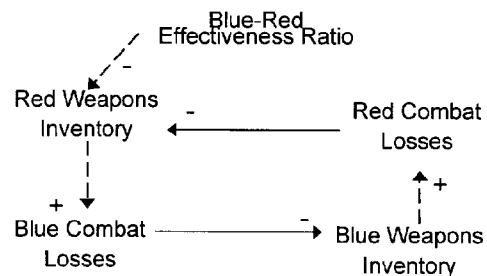 Blue-Red
Effectiveness Ratio
-
Red Weapons
Inventory
-
Red Combat
Losses
+
+
Blue Combat
Losses
-
Blue Weapons
Inventory